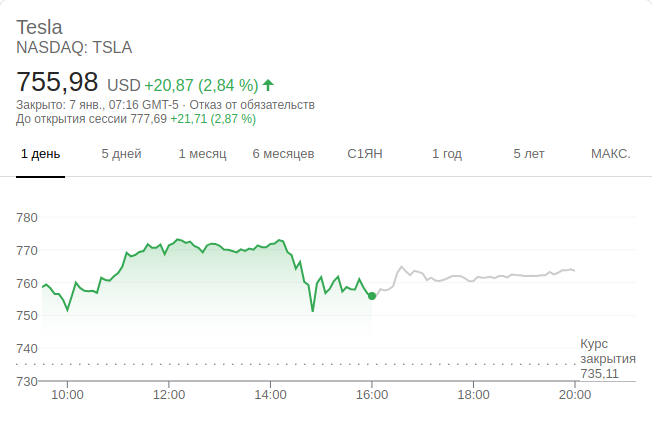 Tesla
NASDAQ: TSLA
755,98 USD +20,87 (2,84 %)
Закрыто: 7 янв., 07:16 GMT-5 · Отказ от обязательств
До открытия сессии 777,69 +21,71 (2,87 %)
1 день 5 дней 1 месяц 6 месяцев С1ЯН 1 год 5 лет МАКС.
780
770
760
750
740
730
Курс
закрытия
735,11
10:00 12:00 14:00 16:00 18:00 20:00